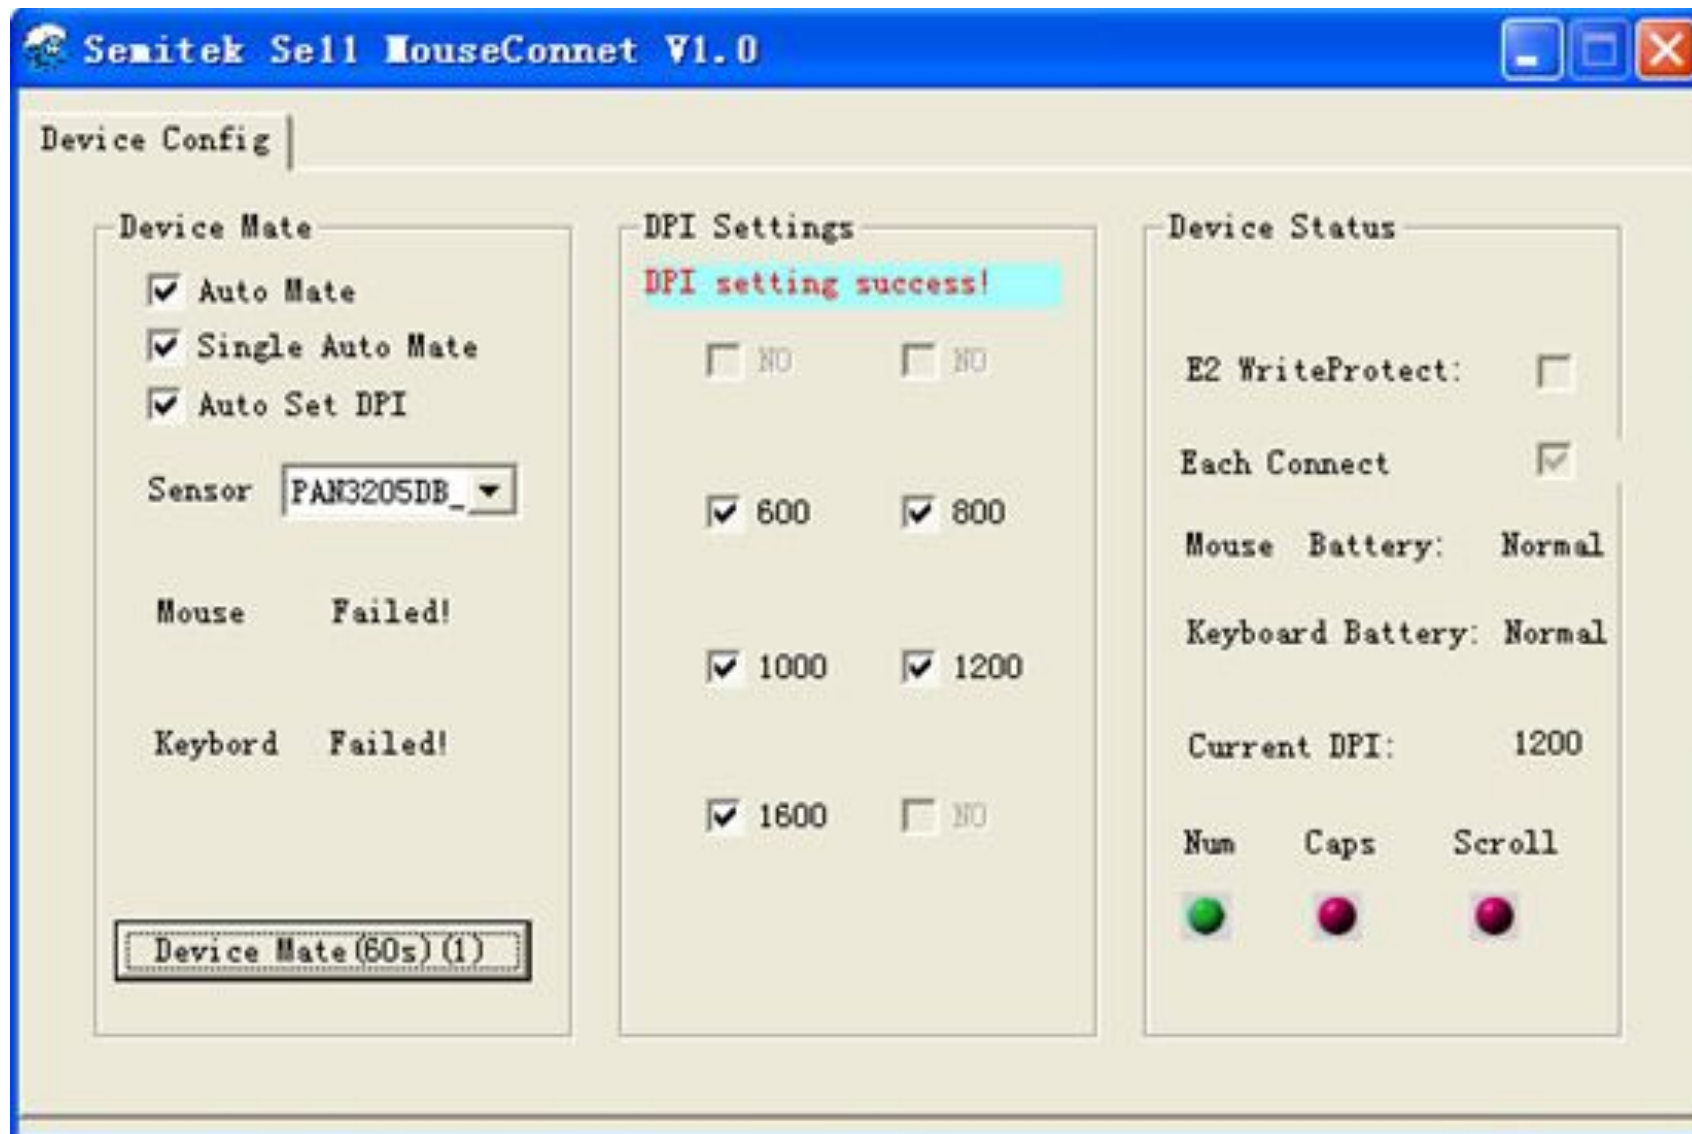 Semitek Sell MouseConnet V1.0
Device Config
Device Mate
Auto Mate
Single Auto Mate
Auto Set DPI
Sensor PAN3205DB_
Mouse Failed!
Keybord Failed!
Device Mate(60s)(1)
DPI Settings
DPI setting success!
NO NO
600 800
1000 1200
1600 NO
Device Status
E2 WriteProtect:
Each Connect
Mouse Battery: Normal
Keyboard Battery: Normal
Current DPI: 1200
Num Caps Scroll